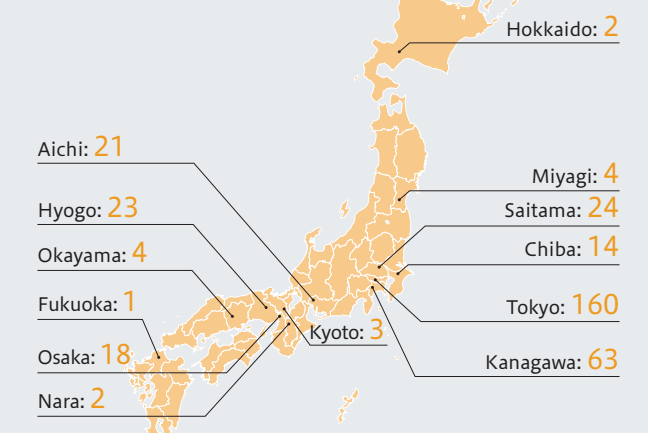 Hokkaido: 2
Aichi: 21
Miyagi: 4
Hyogo: 23
Saitama: 24
Okayama: 4
Chiba: 14
Fukuoka: 1
Tokyo: 160
Kyoto: 3
Osaka: 18
Kanagawa: 63
Nara: 2